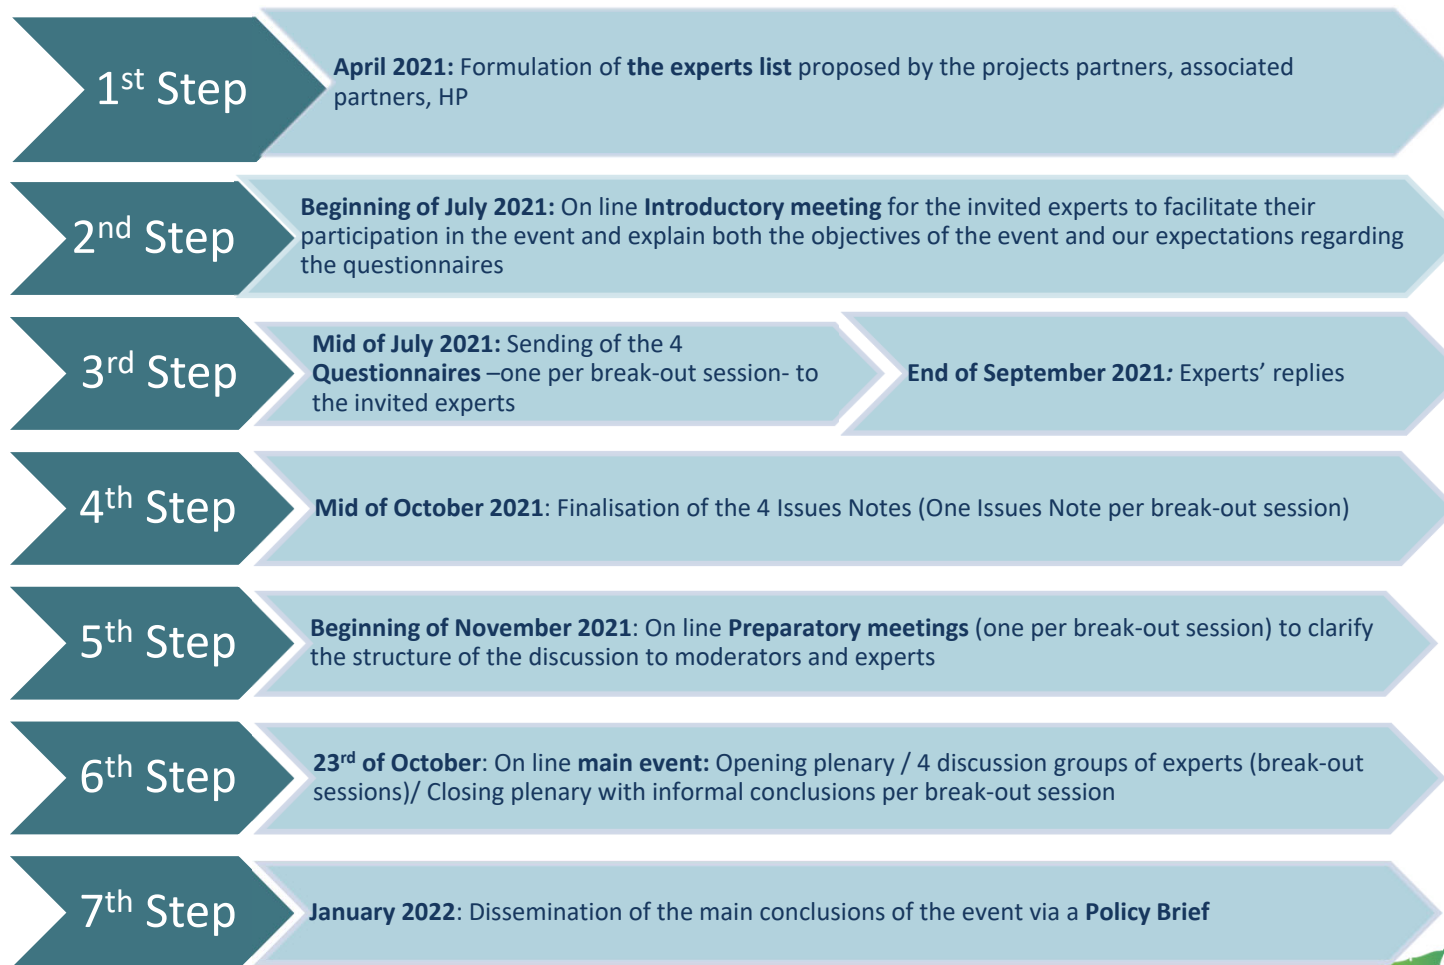 1st Step
April 2021: Formulation of the experts list proposed by the projects partners, associated
partners, HP
2nd Step
Beginning of July 2021: On line Introductory meeting for the invited experts to facilitate their
participation in the event and explain both the objectives of the event and our expectations regarding
the questionnaires
3rd Step
Mid of July 2021: Sending of the 4
Questionnaires –one per break-out session- to
the invited experts
End of September 2021: Experts’ replies
4th Step
Mid of October 2021: Finalisation of the 4 Issues Notes (One Issues Note per break-out session)
5th Step
Beginning of November 2021: On line Preparatory meetings (one per break-out session) to clarify
the structure of the discussion to moderators and experts
6th Step
23rd of October: On line main event: Opening plenary / 4 discussion groups of experts (break-out
sessions)/ Closing plenary with informal conclusions per break-out session
7th Step
January 2022: Dissemination of the main conclusions of the event via a Policy Brief